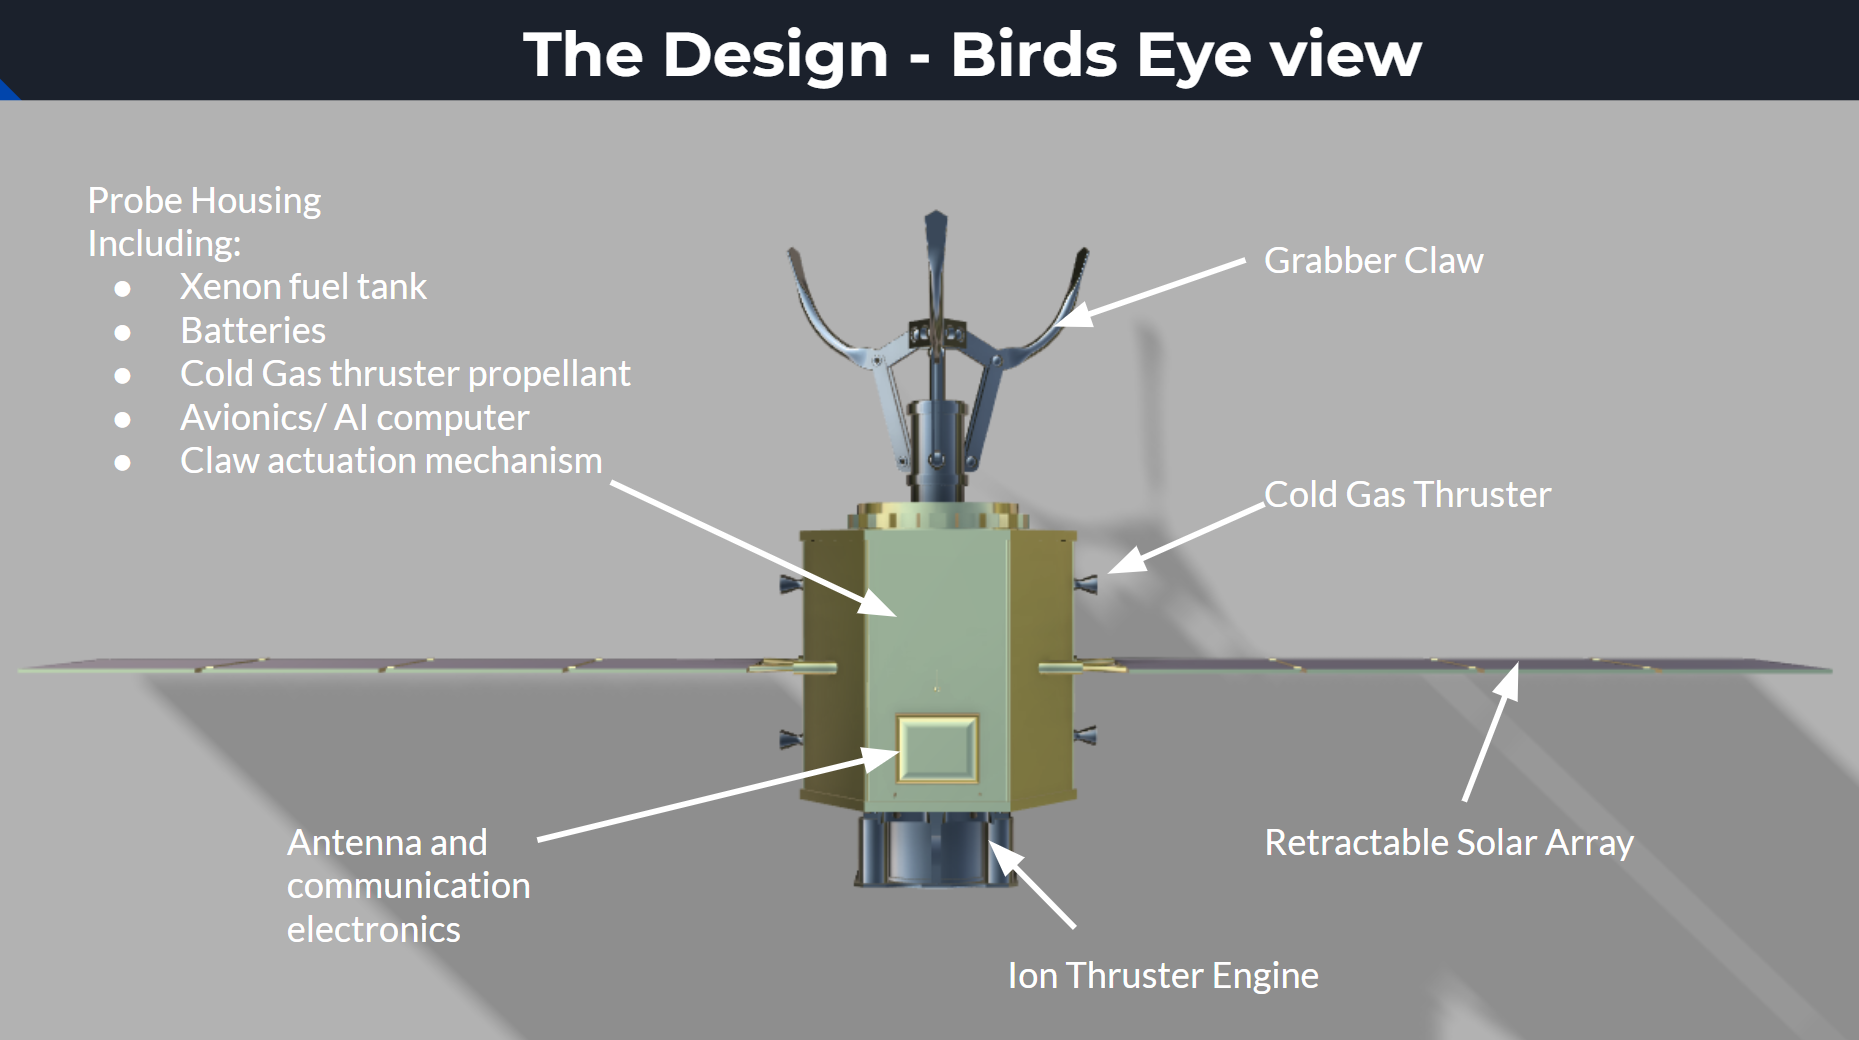 The Design - Birds Eye view
Probe Housing
Including:
● Xenon fuel tank
● Batteries
● Cold Gas thruster propellant
● Avionics/ AI computer
● Claw actuation mechanism
Grabber Claw
Cold Gas Thruster
Antenna and
communication
electronics
Retractable Solar Array
Ion Thruster Engine